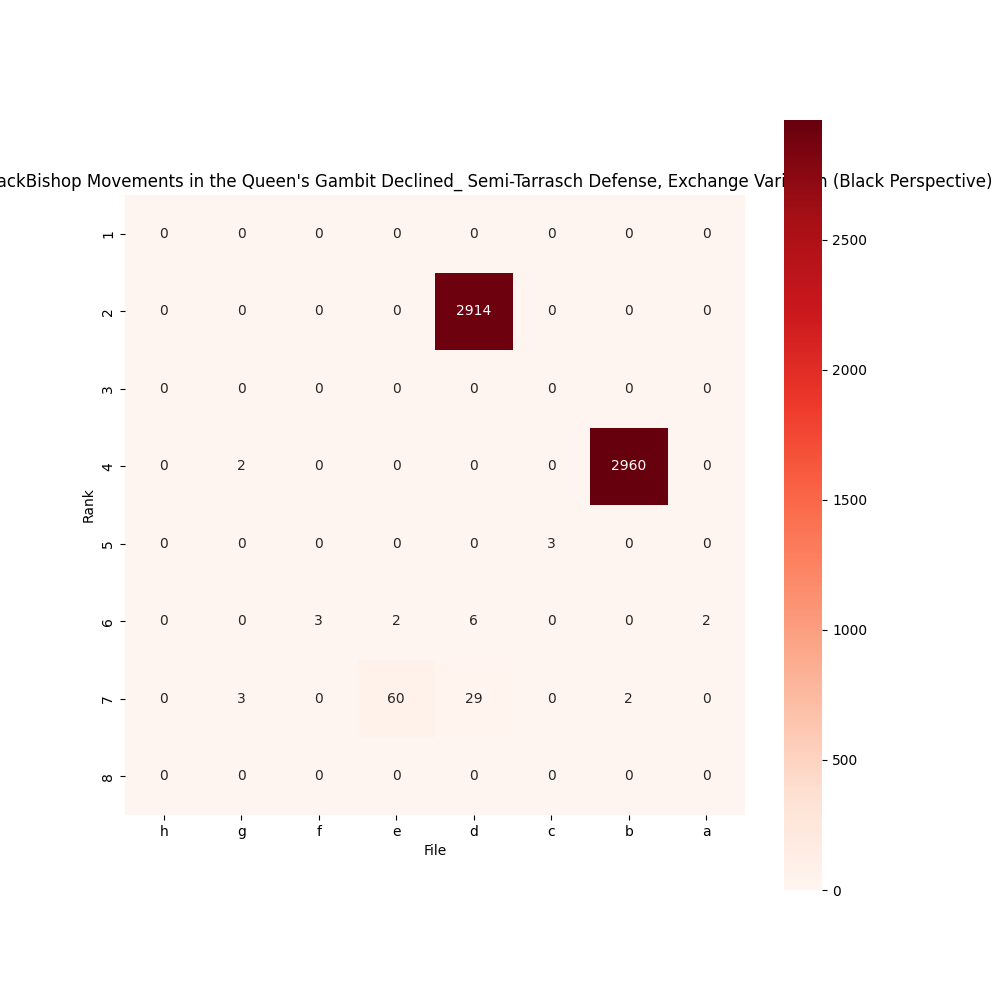 ackBishop Movements in the Queen's Gambit Declined_ Semi-Tarrasch Defense, Exchange Variation (Black Perspective)
1 0 0 0 0 0 0 0 0
2 0 0 0 0 2914 0 0 0
3 0 0 0 0 0 0 0 0
4 0 2 0 0 0 0 2960 0
5 0 0 0 0 0 3 0 0
6 0 0 3 2 6 0 0 2
7 0 3 0 60 29 0 2 0
8 0 0 0 0 0 0 0 0
h g f e d c b a
File
Rank
2500
2000
1500
1000
500
0